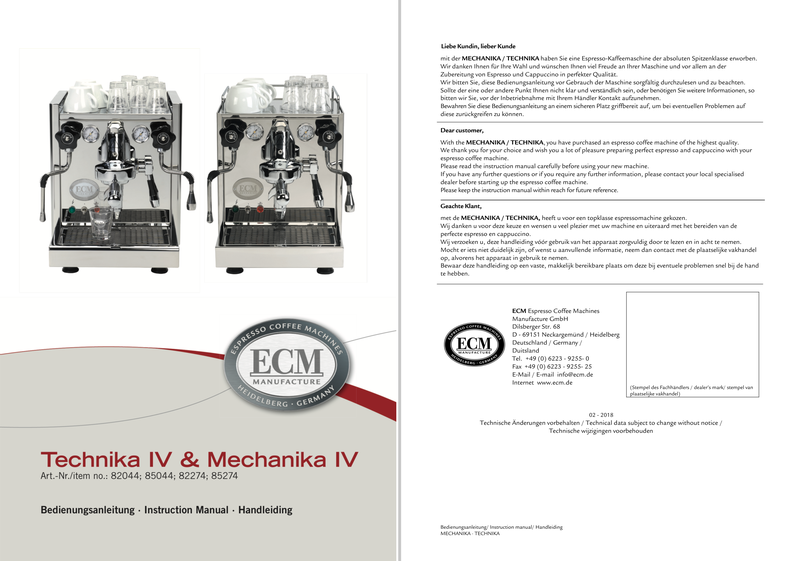 ECM
ESPRESSO COFFEE MACHINES
ECM
MANUFACTURE
HEIDELBERG · GERMANY
Technika IV & Mechanika IV
Art.-Nr./item no.: 82044; 85044; 82274; 85274
Bedienungsanleitung · Instruction Manual · Handleiding
Liebe Kundin, lieber Kunde
mit der MECHANIKA / TECHNIKA haben Sie eine Espresso-Kaffeemaschine der absoluten Spitzenklasse erworben.
Wir danken Ihnen für Ihre Wahl und wünschen Ihnen viel Freude an Ihrer Maschine und vor allem an der
Zubereitung von Espresso und Cappuccino in perfekter Qualität.
Wir bitten Sie, diese Bedienungsanleitung vor Gebrauch der Maschine sorgfältig durchzulesen und zu beachten.
Sollte der eine oder andere Punkt Ihnen nicht klar und verständlich sein, oder benötigen Sie weitere Informationen, so
bitten wir Sie, vor der Inbetriebnahme mit Ihrem Händler Kontakt aufzunehmen.
Bewahren Sie diese Bedienungsanleitung an einem sicheren Platz griffbereit auf, um bei eventuellen Problemen auf
diese zurückgreifen zu können.
Dear customer,
With the MECHANIKA / TECHNIKA, you have purchased an espresso coffee machine of the highest quality.
We thank you for your choice and wish you a lot of pleasure preparing perfect espresso and cappuccino with your
espresso coffee machine.
Please read the instruction manual carefully before using your new machine.
If you have any further questions or if you require any further information, please contact your local specialised
dealer before starting up the espresso coffee machine.
Please keep the instruction manual within reach for future reference.
Geachte Klant,
met de MECHANIKA / TECHNIKA, heeft u voor een topklasse espressomachine gekozen.
Wij danken u voor deze keuze en wensen u veel plezier met uw machine en uiteraard met het bereiden van de
perfecte espresso en cappuccino.
Wij verzoeken u, deze handleiding vóór gebruik van het apparaat zorgvuldig door te lezen en in acht te nemen.
Mocht er iets niet duidelijk zijn, of wenst u aanvullende informatie, neem dan contact met de plaatselijke vakhandel
op, alvorens het apparaat in gebruik te nemen.
Bewaar deze handleiding op een vaste, makkelijk bereikbare plaats om deze bij eventuele problemen snel bij de hand
te hebben.
ESPRESSO COFFEE MACHINES
ECM
MANUFACTURE
HEIDELBERG · GERMANY
ECM Espresso Coffee Machines
Manufacture GmbH
Dilsberger Str. 68
D - 69151 Neckargemünd / Heidelberg
Deutschland / Germany /
Duitsland
Tel. +49 (0) 6223 - 9255- 0
Fax +49 (0) 6223 - 9255- 25
E-Mail / E-mail info@ecm.de
Internet www.ecm.de
(Stempel des Fachhändlers / dealer's mark/ stempel van
plaatselijke vakhandel)
02 - 2018
Technische Änderungen vorbehalten / Technical data subject to change without notice /
Technische wijzigingen voorbehouden
Bedienungsanleitung/ Instruction manual/ Handleiding
MECHANIKA - TECHNIKA